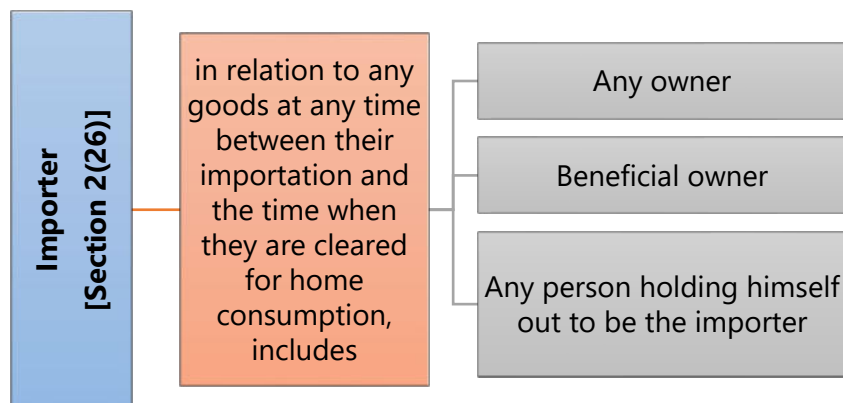 Importer
[Section 2(26)]
in relation to any
goods at any time
between their
importation and
the time when
they are cleared
for home
consumption,
includes
Any owner
Beneficial owner
Any person holding himself
out to be the importer